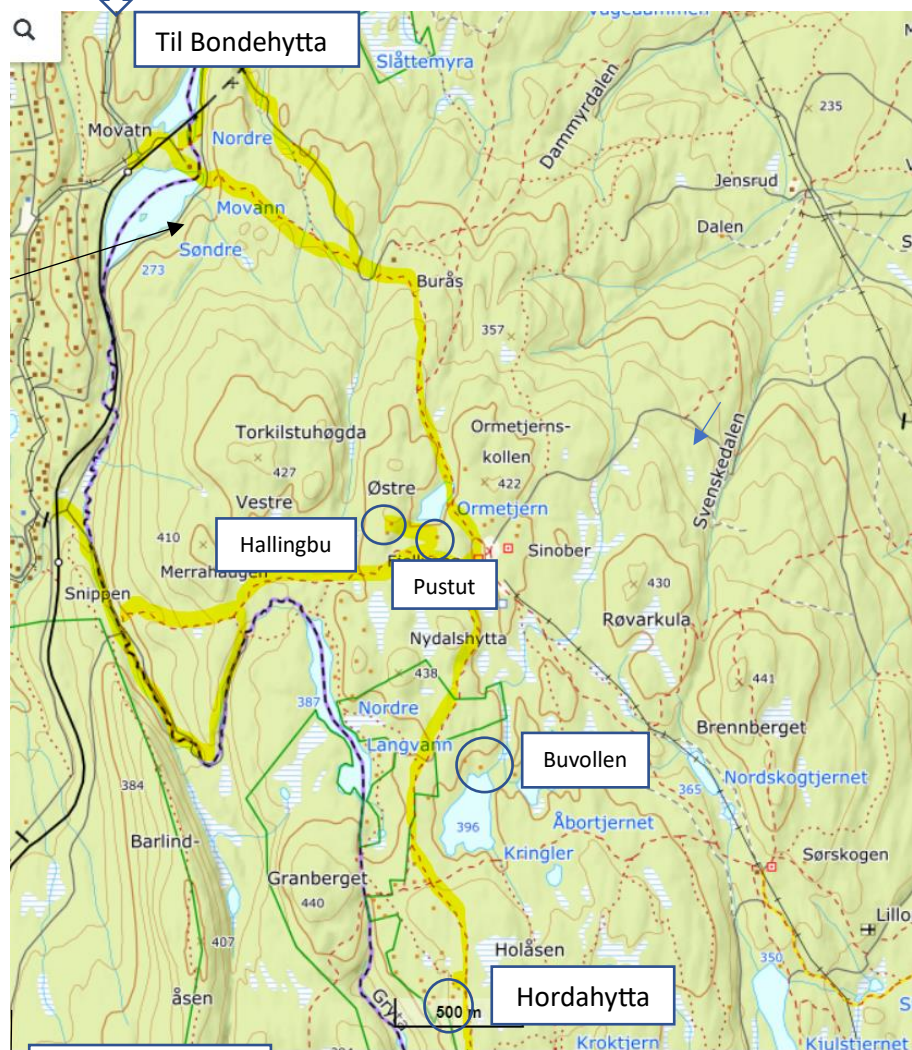 Vågedammen
Til Bondehytta
Slåttemyra
Movatn
Nordre
Dammyrdalen
235
Jensrud
Movann
Dalen
Søndre
273
Burås
357
Torkilstuhøgda
427
Ormetjerns-
kollen
422
Svenskedalen
Østre
Vestre
Ormetjern
410
Hallingbu
Sinober
Merrahaugen
Pustut
430
Snippen
Røvarkula
Nydalshytta
438
441
387
Nordre
Brennberget
Langvann
Buvollen
384
365
Nordskogtjernet
396
Åbortjernet
Barlind-
Kringler
Sørskogen
Granberget
440
Lillo
407
Holåsen
350
åsen
Hordahytta
Gryta
500 m
Kroktjern
Kjulstjernet